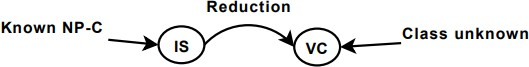 Reduction
Known NP-C
IS
VC
Class unknown